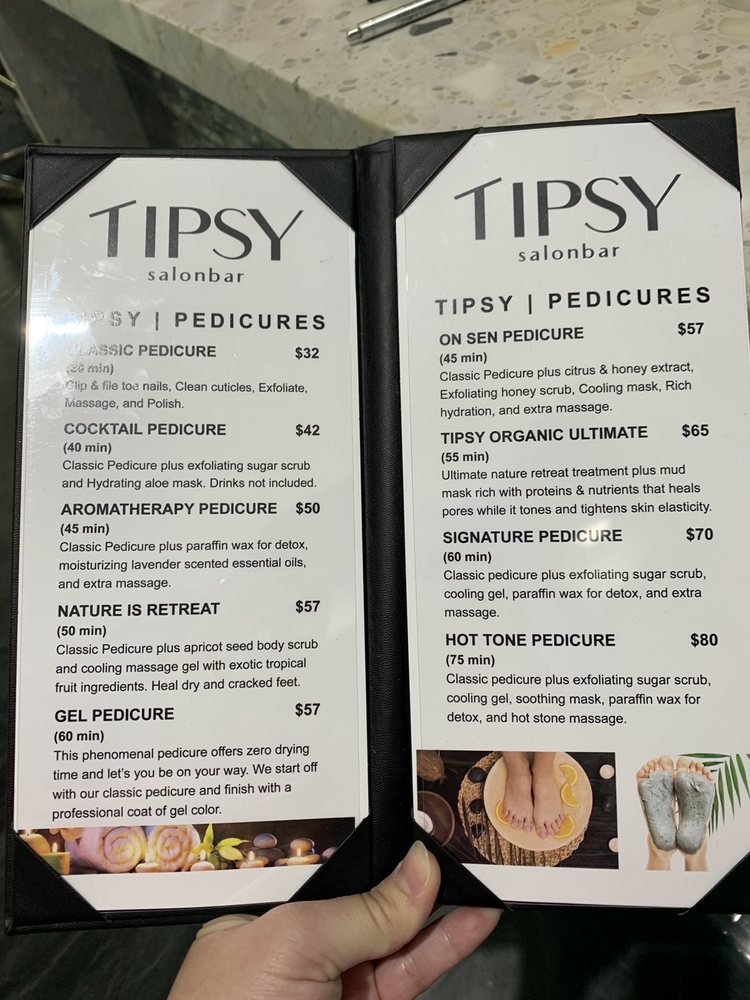 TIPSY
salonbar
TIPSY | PEDICURES
CLASSIC PEDICURE $32
(30 min)
Clip & file toe nails, Clean cuticles, Exfoliate,
Massage, and Polish.
COCKTAIL PEDICURE $42
(40 min)
Classic Pedicure plus exfoliating sugar scrub
and Hydrating aloe mask. Drinks not included.
AROMATHERAPY PEDICURE $50
(45 min)
Classic Pedicure plus paraffin wax for detox,
moisturizing lavender scented essential oils,
and extra massage.
NATURE IS RETREAT $57
(50 min)
Classic Pedicure plus apricot seed body scrub
and cooling massage gel with exotic tropical
fruit ingredients. Heal dry and cracked feet.
GEL PEDICURE $57
(60 min)
This phenomenal pedicure offers zero drying
time and let's you be on your way. We start off
with our classic pedicure and finish with a
professional coat of gel color.
TIPSY
salonbar
TIPSY | PEDICURES
ON SEN PEDICURE $57
(45 min)
Classic Pedicure plus citrus & honey extract,
Exfoliating honey scrub, Cooling mask, Rich
hydration, and extra massage.
TIPSY ORGANIC ULTIMATE $65
(55 min)
Ultimate nature retreat treatment plus mud
mask rich with proteins & nutrients that heals
pores while it tones and tightens skin elasticity.
SIGNATURE PEDICURE $70
(60 min)
Classic pedicure plus exfoliating sugar scrub,
cooling gel, paraffin wax for detox, and extra
massage.
HOT TONE PEDICURE $80
(75 min)
Classic pedicure plus exfoliating sugar scrub,
cooling gel, soothing mask, paraffin wax for
detox, and hot stone massage.